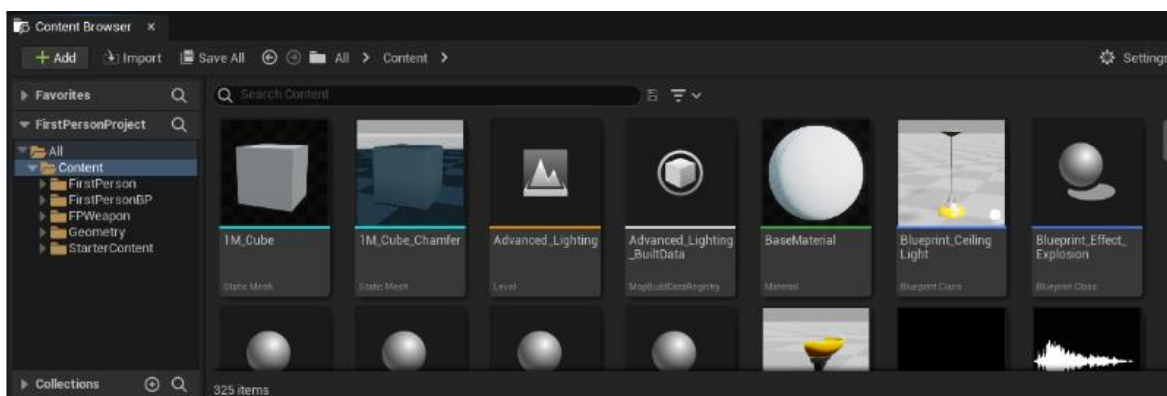 Content Browser ×
+ Add Import Save All All > Content > Settings
Favorites
Search Content
FirstPersonProject
All
Content
FirstPerson
FirstPersonBP
FPWeapon
Geometry
StarterContent
1M_Cube
Static Mesh
1M_Cube_Chamfer
Static Mesh
Advanced_Lighting
Level
Advanced_Lighting
_BuiltData
MapBuildDataRegistry
BaseMaterial
Material
Blueprint_Ceiling
Light
Blueprint Class
Blueprint_Effect_
Explosion
Blueprint Class
Collections
325 items